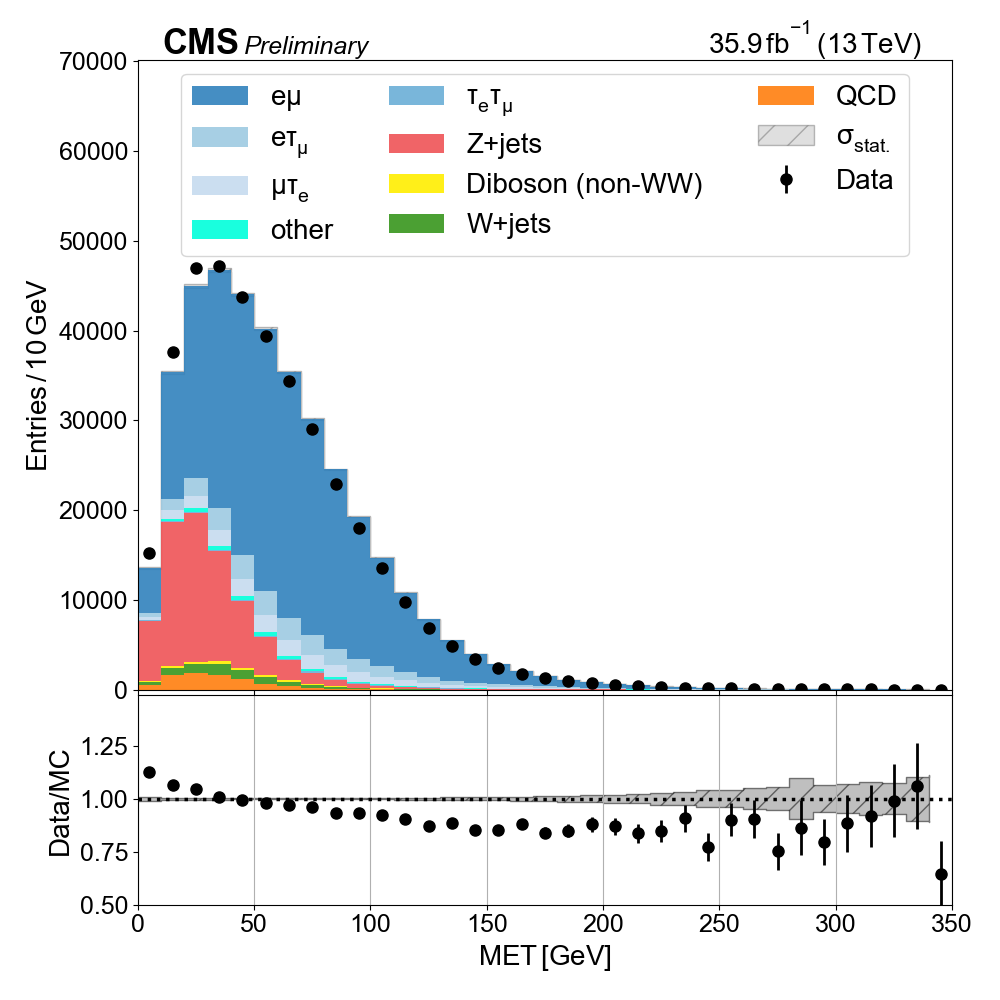 CMS Preliminary 35.9 fb⁻¹ (13 TeV)
70000
60000
50000
40000
30000
20000
10000
0
Entries / 10 GeV
eμ
eτμ
μτe
other
τeτμ
Z+jets
Diboson (non-WW)
W+jets
QCD
σstat.
Data
1.25
1.00
0.75
0.50
Data/MC
0 50 100 150 200 250 300 350
MET [GeV]